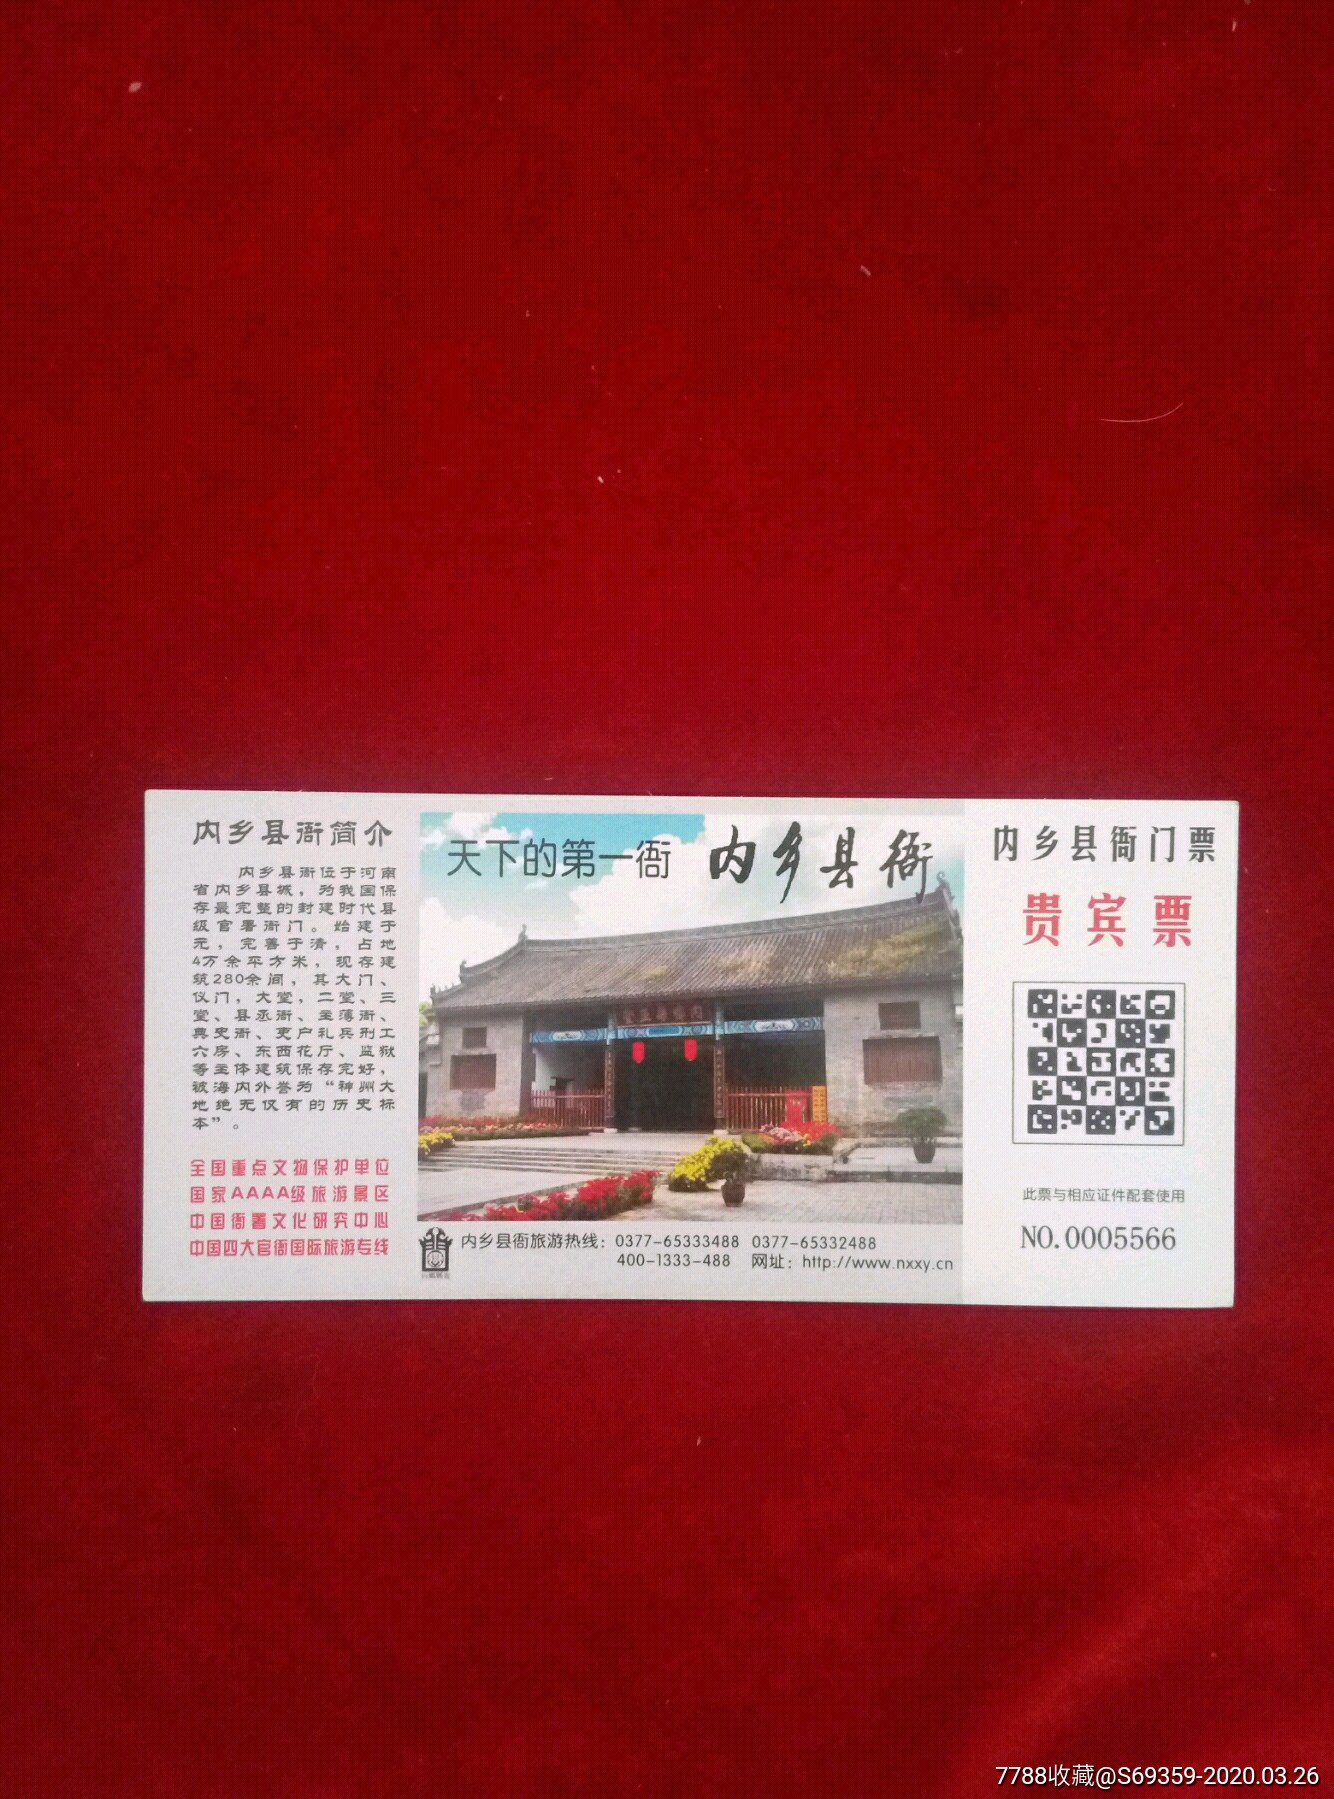 内乡县衙简介
内乡县衙位于河南
省内乡县城，为我国保
存最完整的封建时代县
级官署衙门。始建于
元，完善于清，占地
4万余平方米，现存建
筑280余间，其大门、
仪门，大堂，二堂、三
堂、县丞衙、主薄衙、
典史衙、吏户礼兵刑工
六房、东西花厅、监狱
等主体建筑保存完好，
被海内外誉为“神州大
地绝无仅有的历史标
本”。
全国重点文物保护单位
国家AAAA级旅游景区
中国衙署文化研究中心
中国四大官衙国际旅游专线
天下的第一衙 内乡县衙
内乡县衙旅游热线：0377-65333488 0377-65332488
400-1333-488 网址：http://www.nxxy.cn
内乡县衙门票
贵宾票
此票与相应证件配套使用
NO.0005566
7788收藏@S69359-2020.03.26